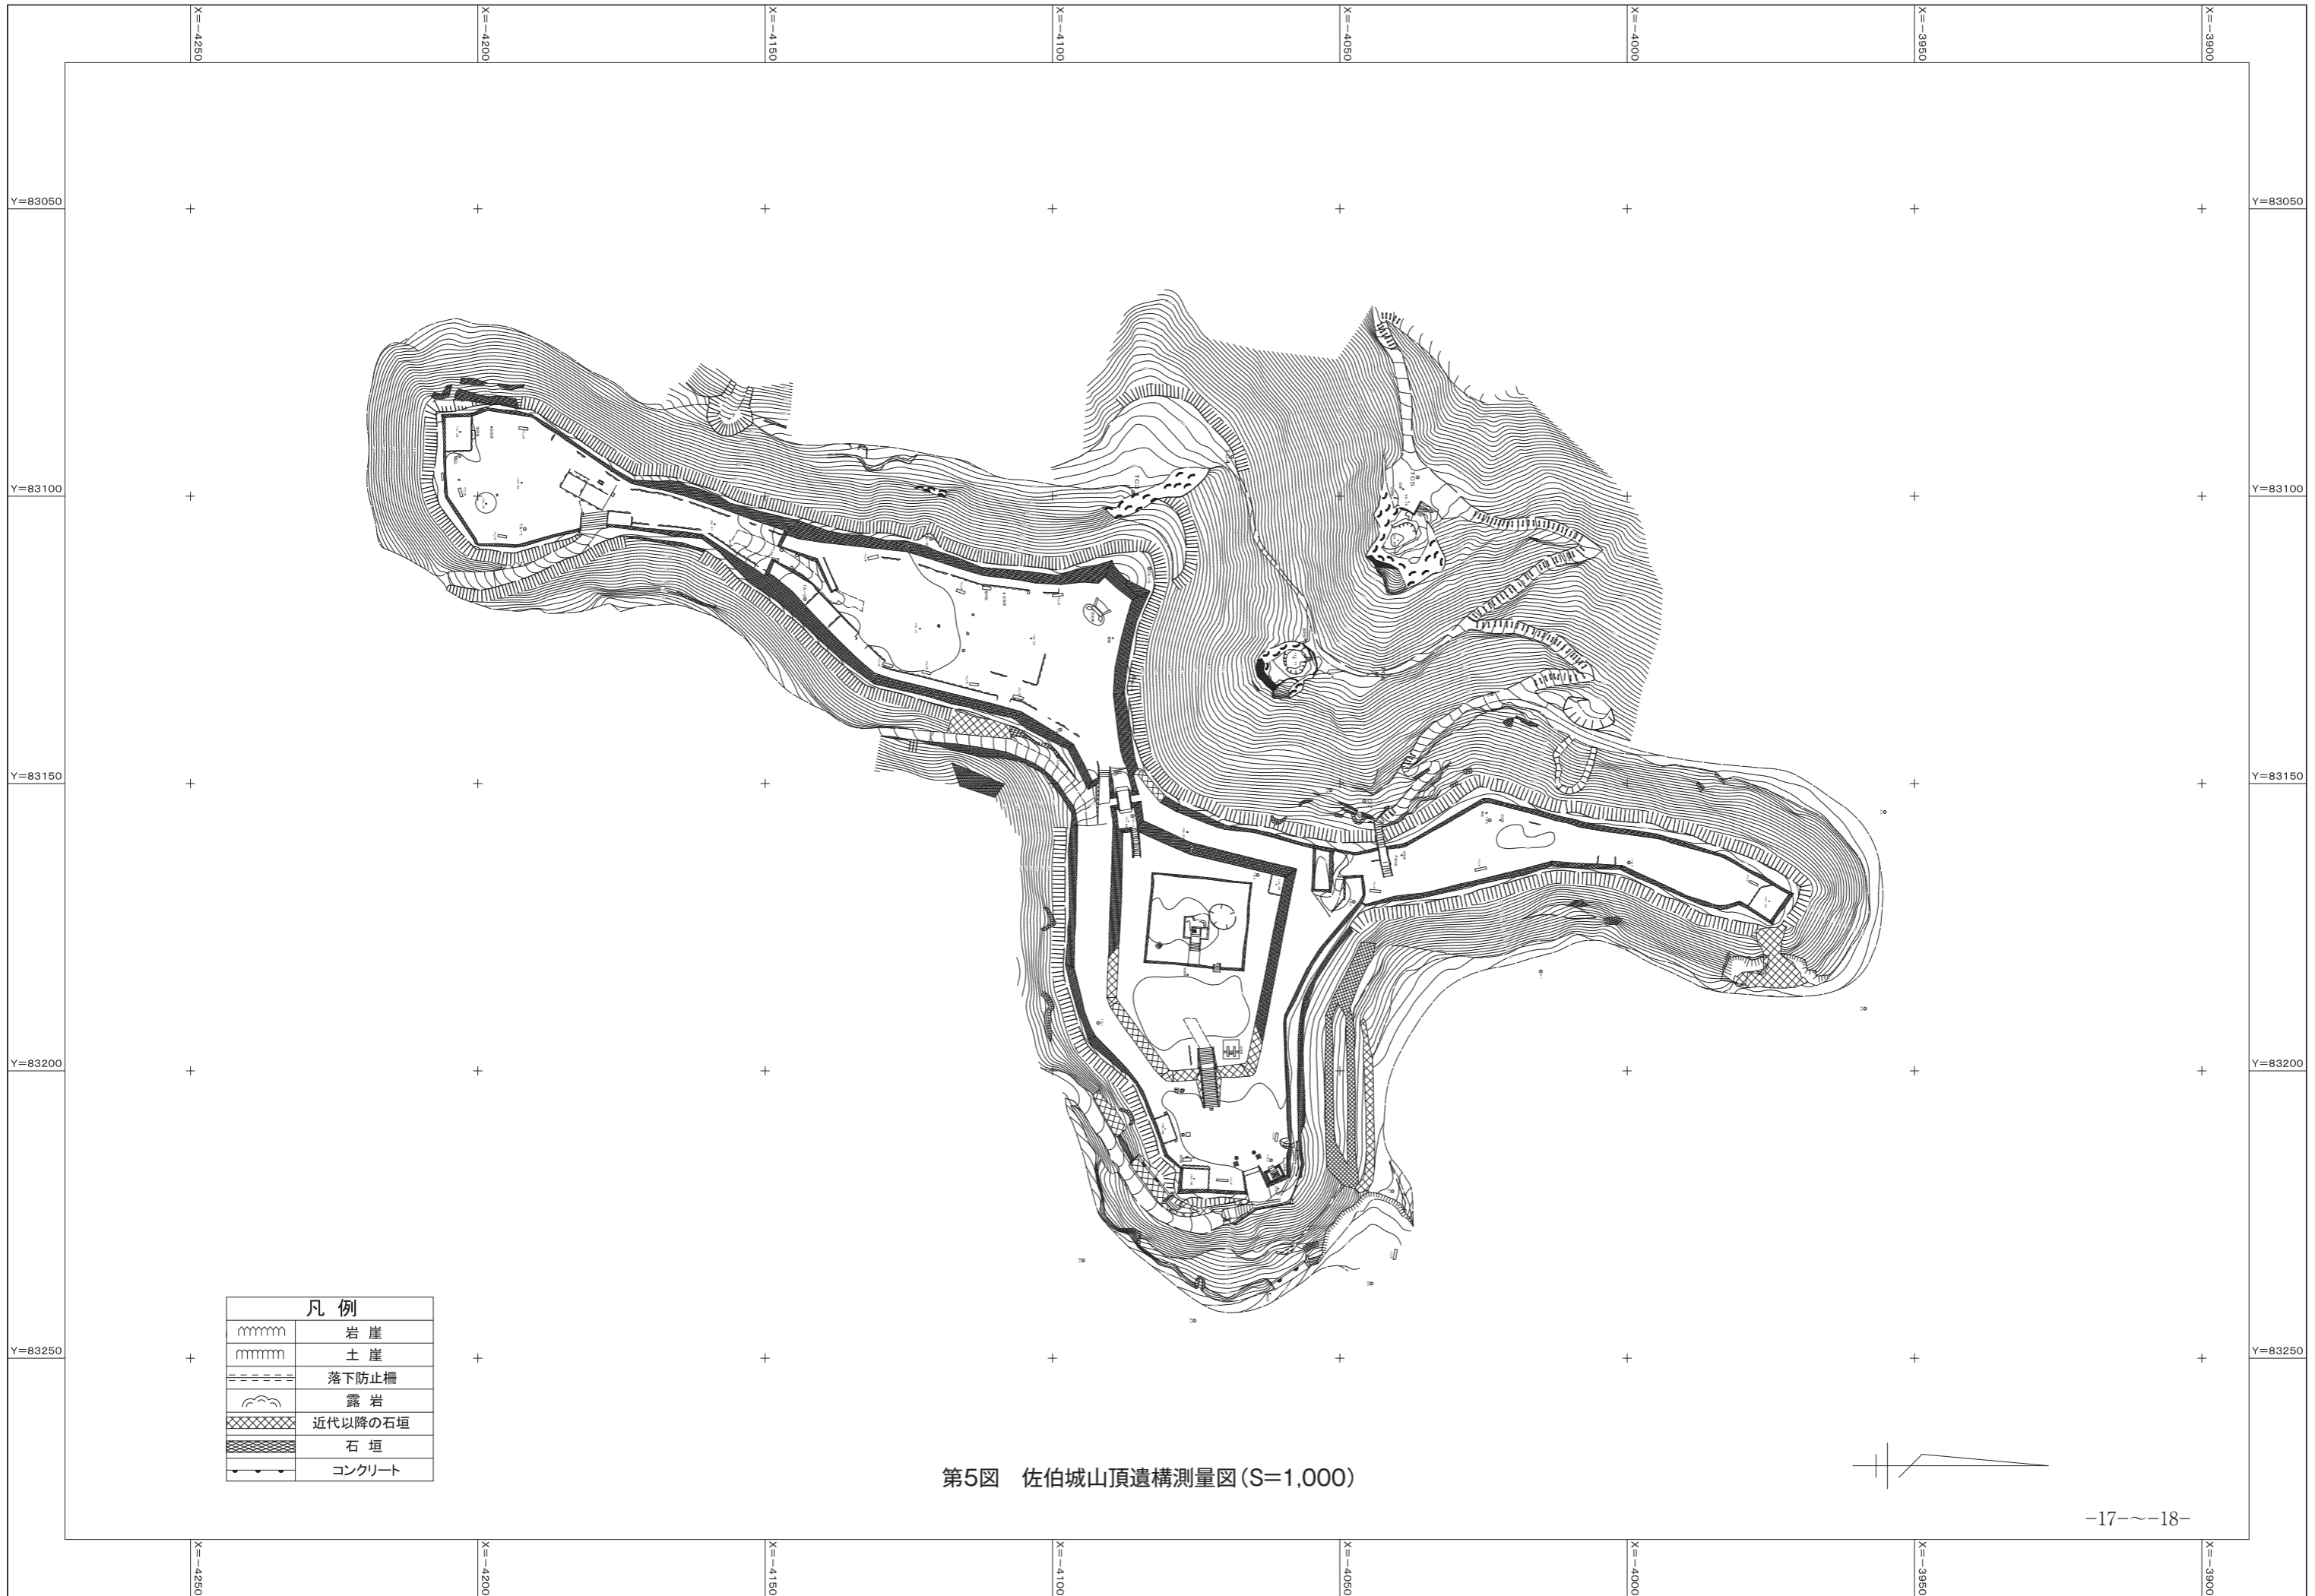 X=-4250
X=-4200
X=-4150
X=-4100
X=-4050
X=-4000
X=-3950
X=-3900
Y=83050
Y=83050
Y=83100
Y=83100
Y=83150
Y=83150
Y=83200
Y=83200
Y=83250
Y=83250
凡 例
岩 崖
土 崖
落下防止柵
露 岩
近代以降の石垣
石 垣
コンクリート
第5図 佐伯城山頂遺構測量図(S=1,000)
-17-~-18-
X=-4250
X=-4200
X=-4150
X=-4100
X=-4050
X=-4000
X=-3950
X=-3900